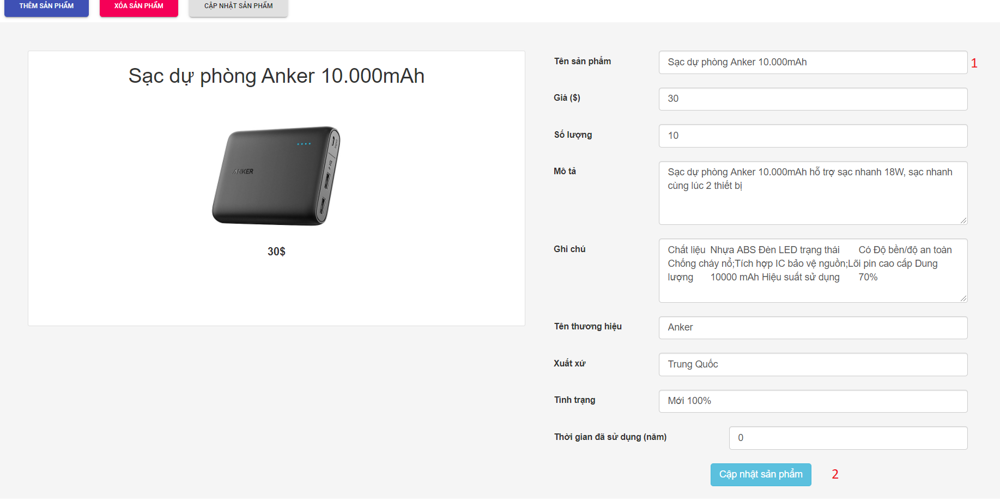 THÊM SẢN PHẨM
XÓA SẢN PHẨM
CẬP NHẬT SẢN PHẨM
Sạc dự phòng Anker 10.000mAh
ANKER
30$
Tên sản phẩm
Sạc dự phòng Anker 10.000mAh
1
Giá ($)
30
Số lượng
10
Mô tả
Sạc dự phòng Anker 10.000mAh hỗ trợ sạc nhanh 18W, sạc nhanh
cùng lúc 2 thiết bị
Ghi chú
Chất liệu Nhựa ABS Đèn LED trạng thái Có Độ bền/độ an toàn
Chống cháy nổ;Tích hợp IC bảo vệ nguồn;Lõi pin cao cấp Dung
lượng 10000 mAh Hiệu suất sử dụng 70%
Tên thương hiệu
Anker
Xuất xứ
Trung Quốc
Tình trạng
Mới 100%
Thời gian đã sử dụng (năm)
0
Cập nhật sản phẩm
2